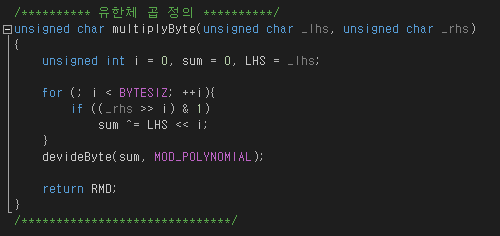 /********** 유한체 곱 정의 **********/
unsigned char multiplyByte(unsigned char _lhs, unsigned char _rhs)
{
unsigned int i = 0, sum = 0, LHS = _lhs;
for (; i < BYTESIZ; ++i){
if ((_rhs >> i) & 1)
sum ^= LHS << i;
}
devideByte(sum, MOD_POLYNOMIAL);
return RMD;
}
/******************************/